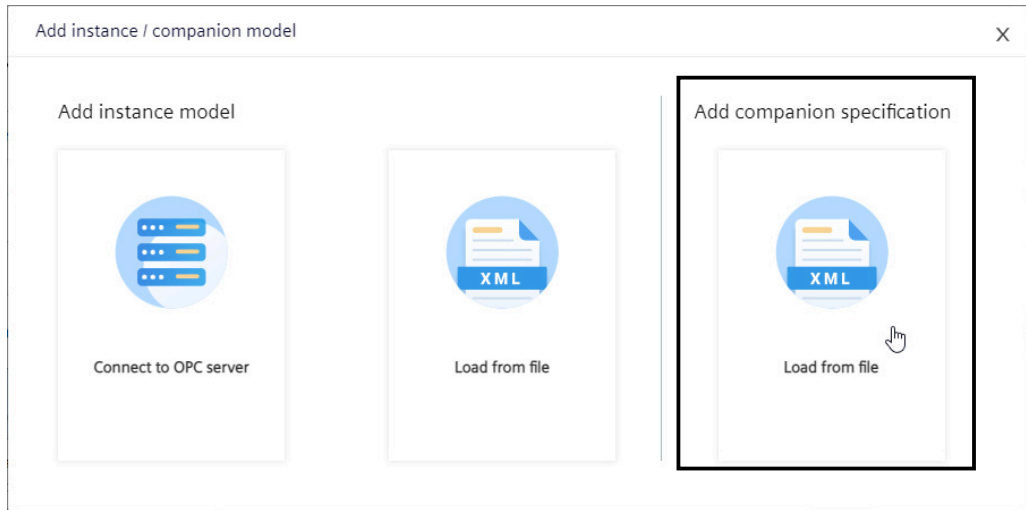 Add instance / companion model
X
Add instance model
Add companion specification
XML
XML
Connect to OPC server
Load from file
Load from file